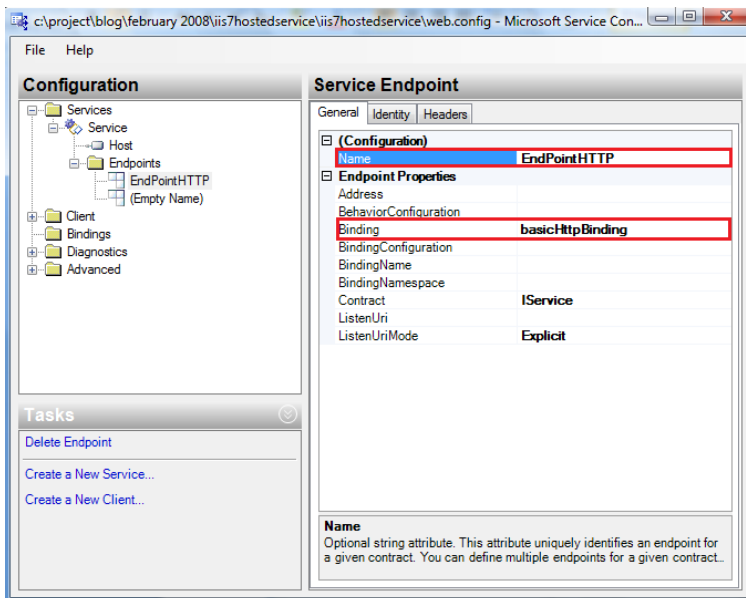 c:\project\blog\february 2008\iis7hostedservice\iis7hostedservice\web.config - Microsoft Service Con...
File Help
Configuration
Services
Service
Host
Endpoints
EndPointHTTP
(Empty Name)
Client
Bindings
Diagnostics
Advanced
Tasks
Delete Endpoint
Create a New Service...
Create a New Client...
Service Endpoint
General Identity Headers
(Configuration)
Name EndPointHTTP
Endpoint Properties
Address
BehaviorConfiguration
Binding basicHttpBinding
BindingConfiguration
BindingName
BindingNamespace
Contract IService
ListenUri
ListenUriMode Explicit
Name
Optional string attribute. This attribute uniquely identifies an endpoint for
a given contract. You can define multiple endpoints for a given contract...